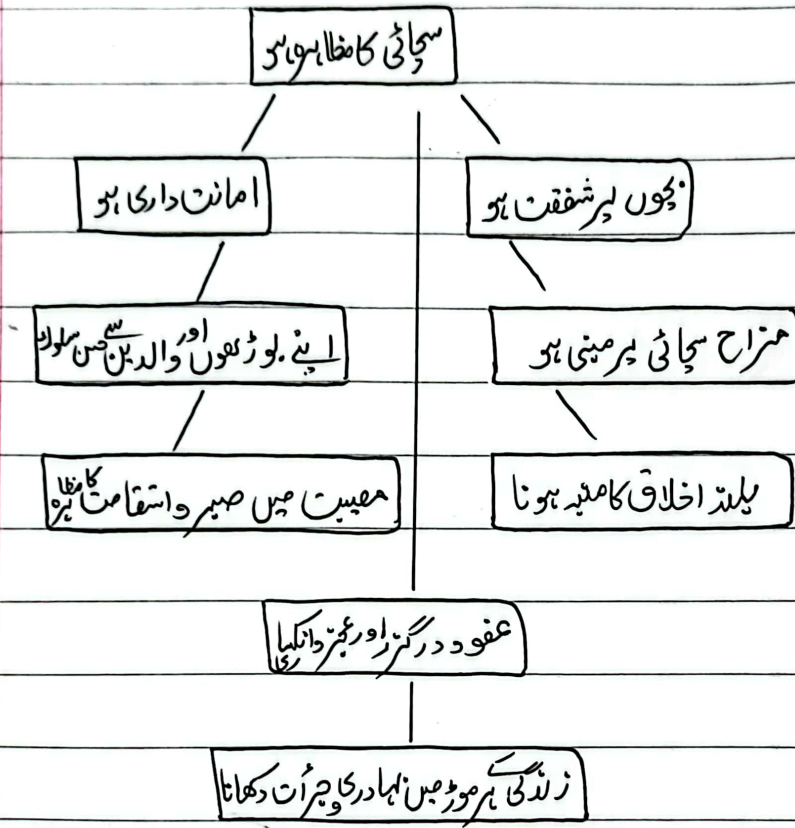 سچائی کا مظاہرہ ہو
بچوں پر شفقت ہو
امانت داری ہو
مزاح سچائی پر مبنی ہو
اپنے بوڑھوں اور والدین سے حسن سلوک
بلند اخلاق کا ہونا
مصیبت میں صبر و استقامت کا مظاہرہ
عفو و درگزر اور عجز و انکساری
زندگی کے ہر موڑ میں بہادری و جرأت دکھانا